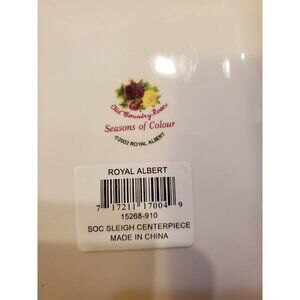 Old Country Roses
Seasons of Colour
©2002 ROYAL ALBERT
ROYAL ALBERT
7 17211 17004 9
15268-910
SOC SLEIGH CENTERPIECE
MADE IN CHINA